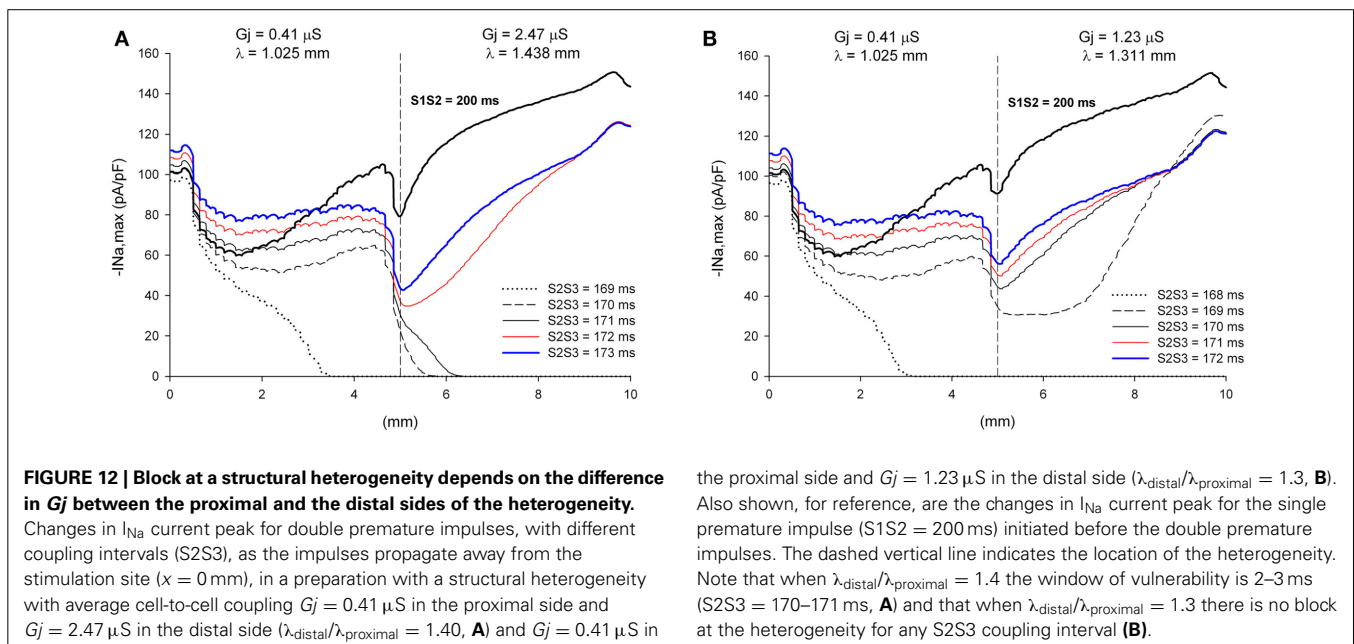 A
Gj = 0.41 μS
λ = 1.025 mm
Gj = 2.47 μS
λ = 1.438 mm
S1S2 = 200 ms
-INa,max (pA/pF)
160
140
120
100
80
60
40
20
0
0 2 4 6 8 10
(mm)
S2S3 = 169 ms
S2S3 = 170 ms
S2S3 = 171 ms
S2S3 = 172 ms
S2S3 = 173 ms
B
Gj = 0.41 μS
λ = 1.025 mm
Gj = 1.23 μS
λ = 1.311 mm
S1S2 = 200 ms
-INa,max (pA/pF)
160
140
120
100
80
60
40
20
0
0 2 4 6 8 10
(mm)
S2S3 = 168 ms
S2S3 = 169 ms
S2S3 = 170 ms
S2S3 = 171 ms
S2S3 = 172 ms
FIGURE 12 | Block at a structural heterogeneity depends on the difference
in Gj between the proximal and the distal sides of the heterogeneity.
Changes in INa current peak for double premature impulses, with different
coupling intervals (S2S3), as the impulses propagate away from the
stimulation site (x = 0 mm), in a preparation with a structural heterogeneity
with average cell-to-cell coupling Gj = 0.41 μS in the proximal side and
Gj = 2.47 μS in the distal side (λdistal/λproximal = 1.40, A) and Gj = 0.41 μS in
the proximal side and Gj = 1.23 μS in the distal side (λdistal/λproximal = 1.3, B).
Also shown, for reference, are the changes in INa current peak for the single
premature impulse (S1S2 = 200 ms) initiated before the double premature
impulses. The dashed vertical line indicates the location of the heterogeneity.
Note that when λdistal/λproximal = 1.4 the window of vulnerability is 2–3 ms
(S2S3 = 170–171 ms, A) and that when λdistal/λproximal = 1.3 there is no block
at the heterogeneity for any S2S3 coupling interval (B).